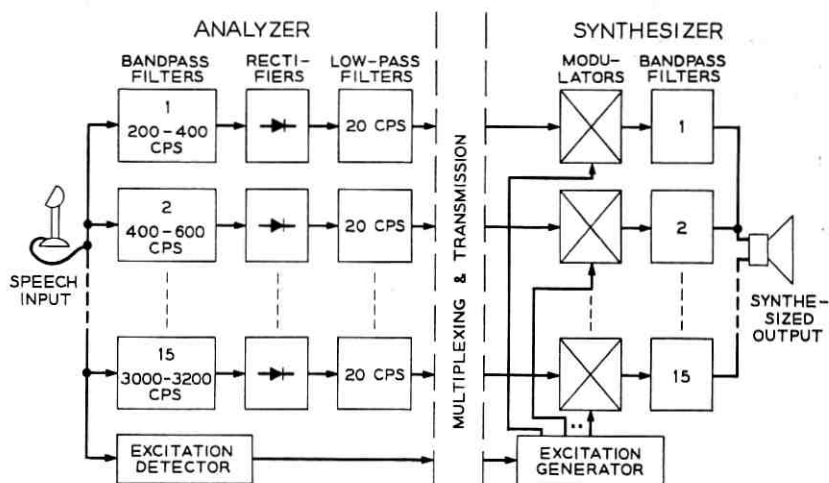 ANALYZER
SYNTHESIZER
BANDPASS
FILTERS
RECTI-
FIERS
LOW-PASS
FILTERS
MODU-
LATORS
BANDPASS
FILTERS
1
200-400
CPS
20 CPS
1
2
400-600
CPS
20 CPS
2
SPEECH
INPUT
MULTIPLEXING & TRANSMISSION
SYNTHE-
SIZED
OUTPUT
15
3000-3200
CPS
20 CPS
15
EXCITATION
DETECTOR
EXCITATION
GENERATOR